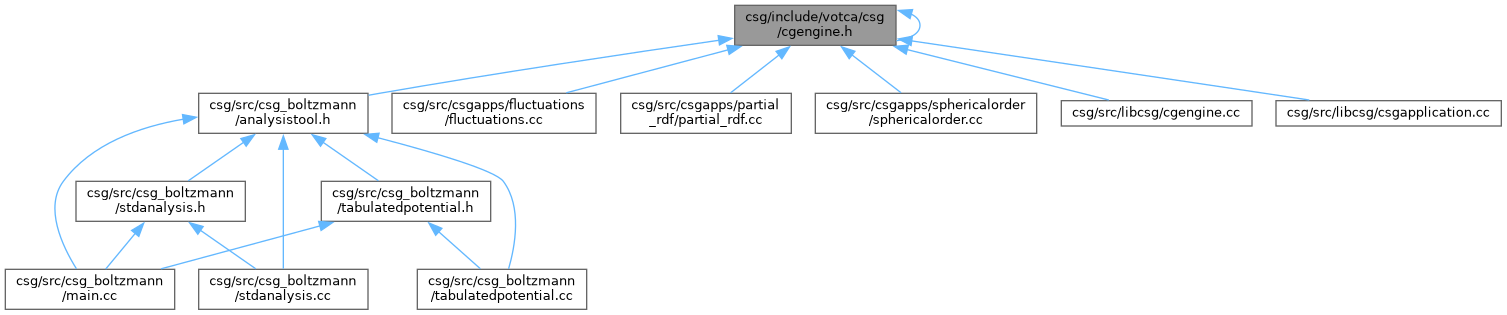 csg/include/votca/csg
/cgengine.h
csg/src/csg_boltzmann
/analysistool.h
csg/src/csgapps/fluctuations
/fluctuations.cc
csg/src/csgapps/partial
_rdf/partial_rdf.cc
csg/src/csgapps/sphericalorder
/sphericalorder.cc
csg/src/libcsg/cgengine.cc
csg/src/libcsg/csgapplication.cc
csg/src/csg_boltzmann
/stdanalysis.h
csg/src/csg_boltzmann
/tabulatedpotential.h
csg/src/csg_boltzmann
/main.cc
csg/src/csg_boltzmann
/stdanalysis.cc
csg/src/csg_boltzmann
/tabulatedpotential.cc